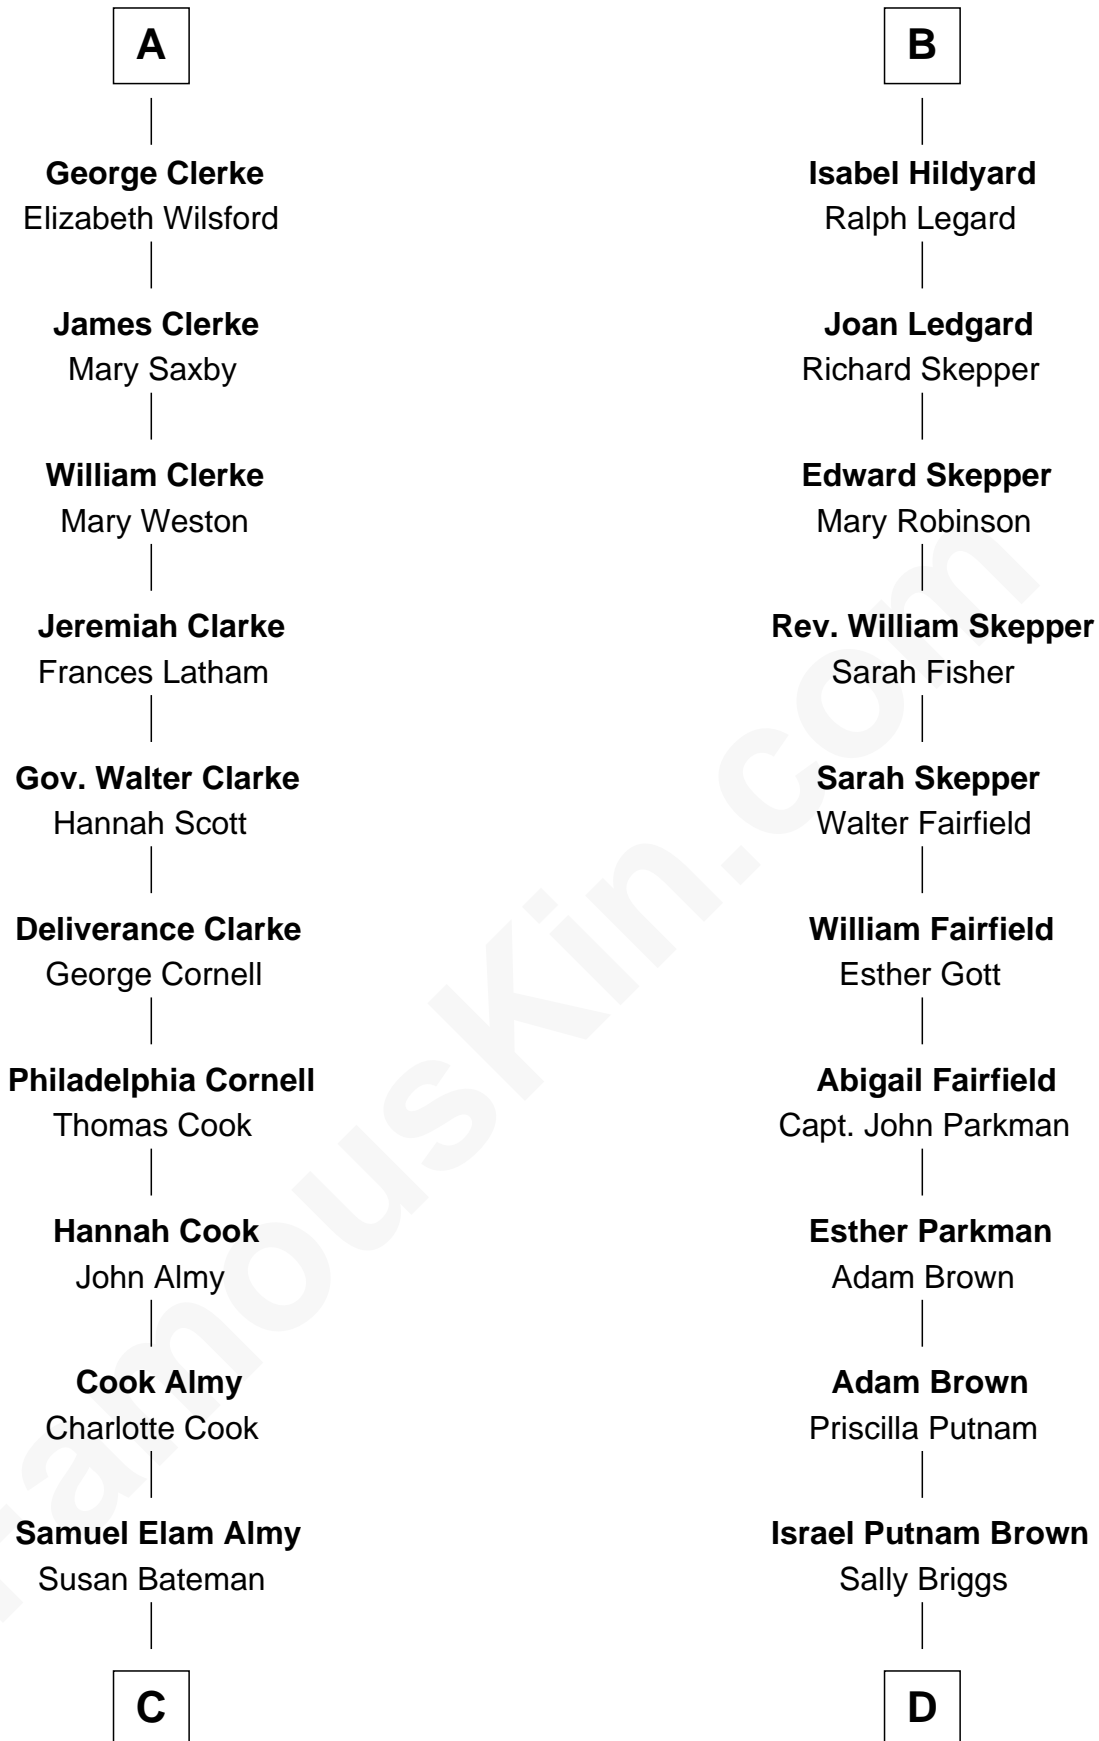 A
George Clerke
Elizabeth Wilsford
James Clerke
Mary Saxby
William Clerke
Mary Weston
Jeremiah Clarke
Frances Latham
Gov. Walter Clarke
Hannah Scott
Deliverance Clarke
George Cornell
Philadelphia Cornell
Thomas Cook
Hannah Cook
John Almy
Cook Almy
Charlotte Cook
Samuel Elam Almy
Susan Bateman
C
B
Isabel Hildyard
Ralph Legard
Joan Ledgard
Richard Skepper
Edward Skepper
Mary Robinson
Rev. William Skepper
Sarah Fisher
Sarah Skepper
Walter Fairfield
William Fairfield
Esther Gott
Abigail Fairfield
Capt. John Parkman
Esther Parkman
Adam Brown
Adam Brown
Priscilla Putnam
Israel Putnam Brown
Sally Briggs
D
FamousKin.com